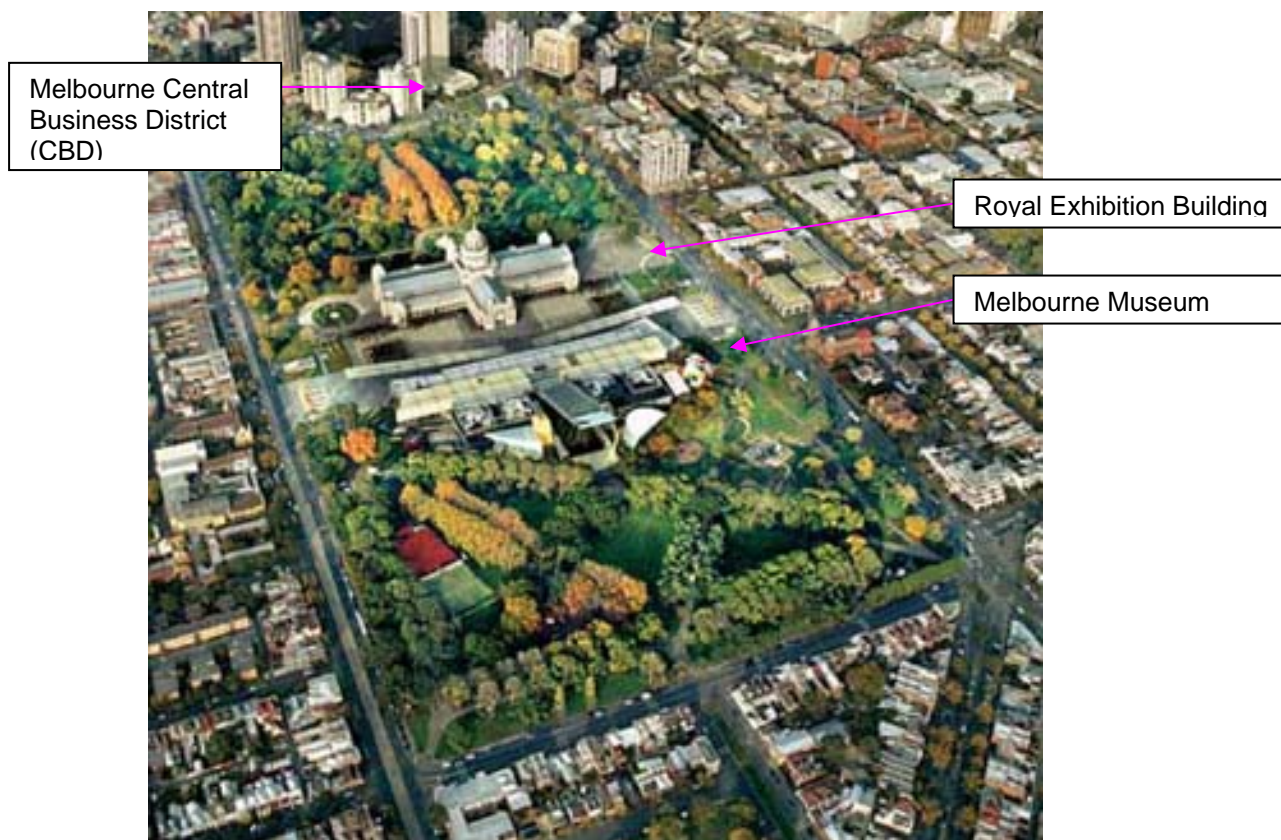 Melbourne Central
Business District
(CBD)
Royal Exhibition Building
Melbourne Museum